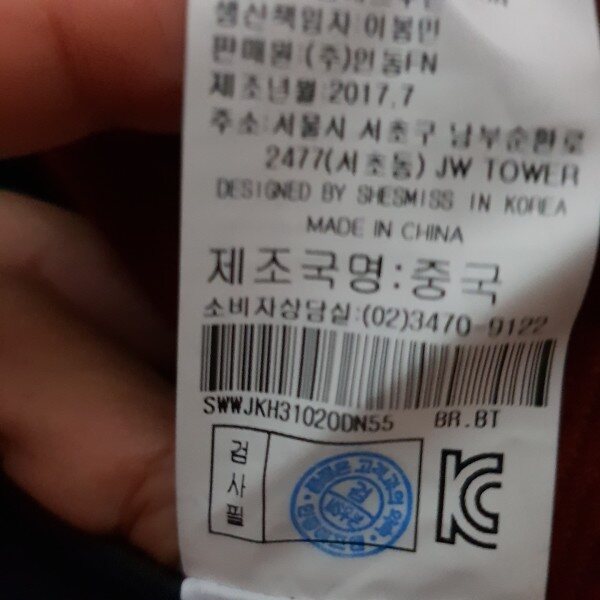 생산책임자:이봉민
판매원:(주)인동FN
제조년월:2017.7
주소:서울시 서초구 남부순환로
2477(서초동) JW TOWER
DESIGNED BY SHESMISS IN KOREA
MADE IN CHINA
제조국명:중국
소비자상담실:(02)3470-9122
SWWJKH31020DN55 BR.BT
검사필